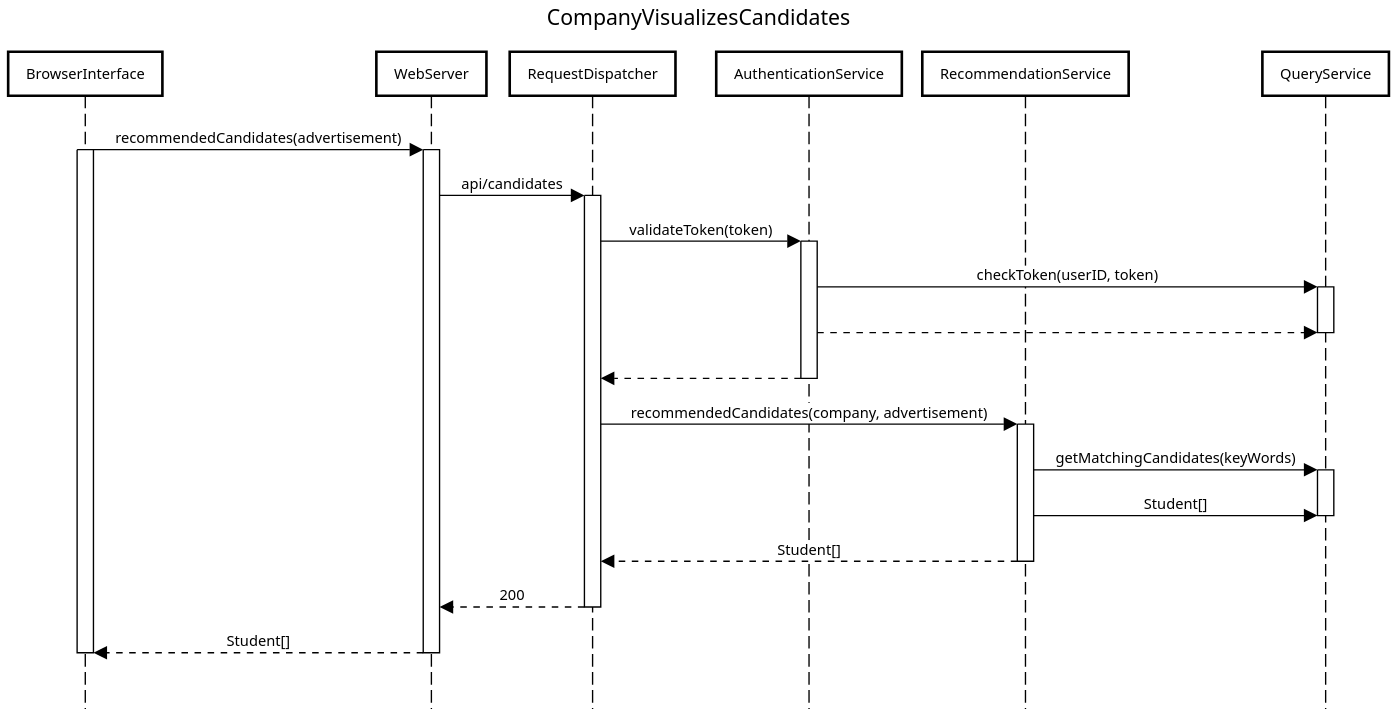 CompanyVisualizesCandidates
BrowserInterface
WebServer
RequestDispatcher
AuthenticationService
RecommendationService
QueryService
recommendedCandidates(advertisement)
api/candidates
validateToken(token)
checkToken(userID, token)
recommendedCandidates(company, advertisement)
getMatchingCandidates(keyWords)
Student[]
Student[]
200
Student[]